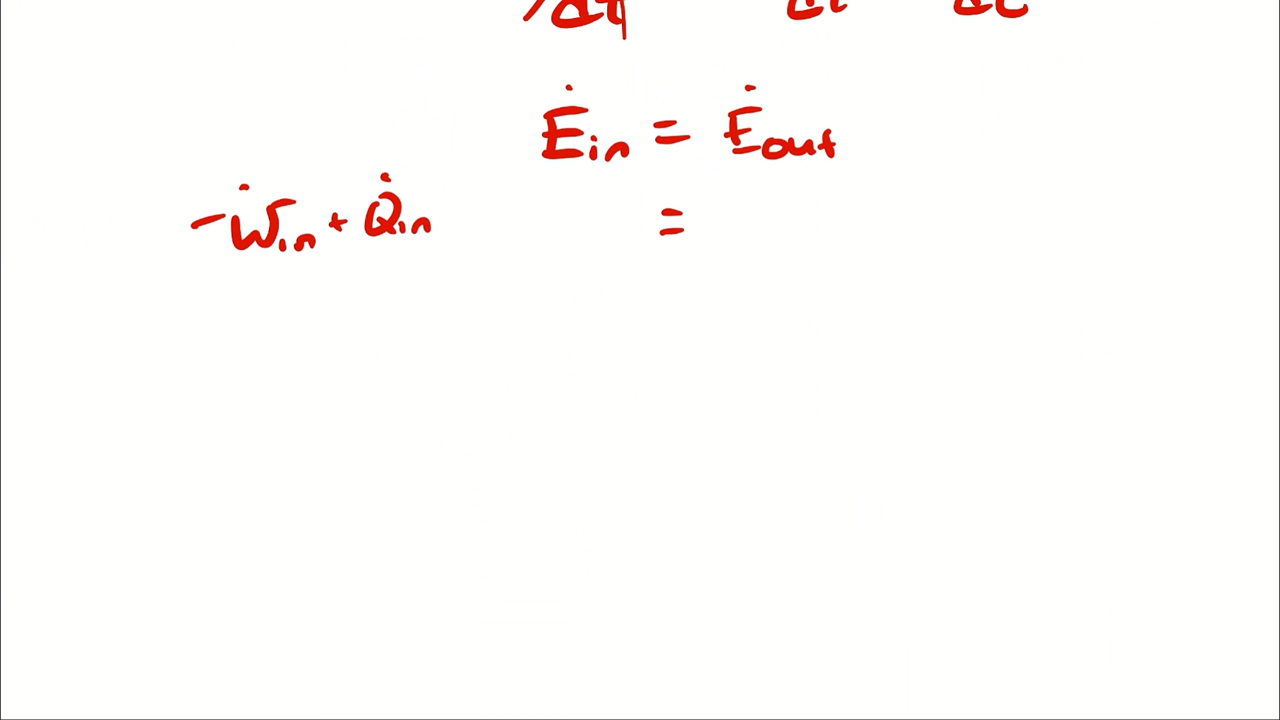 Ėin = Ėout
-Ẇin + Q̇in =